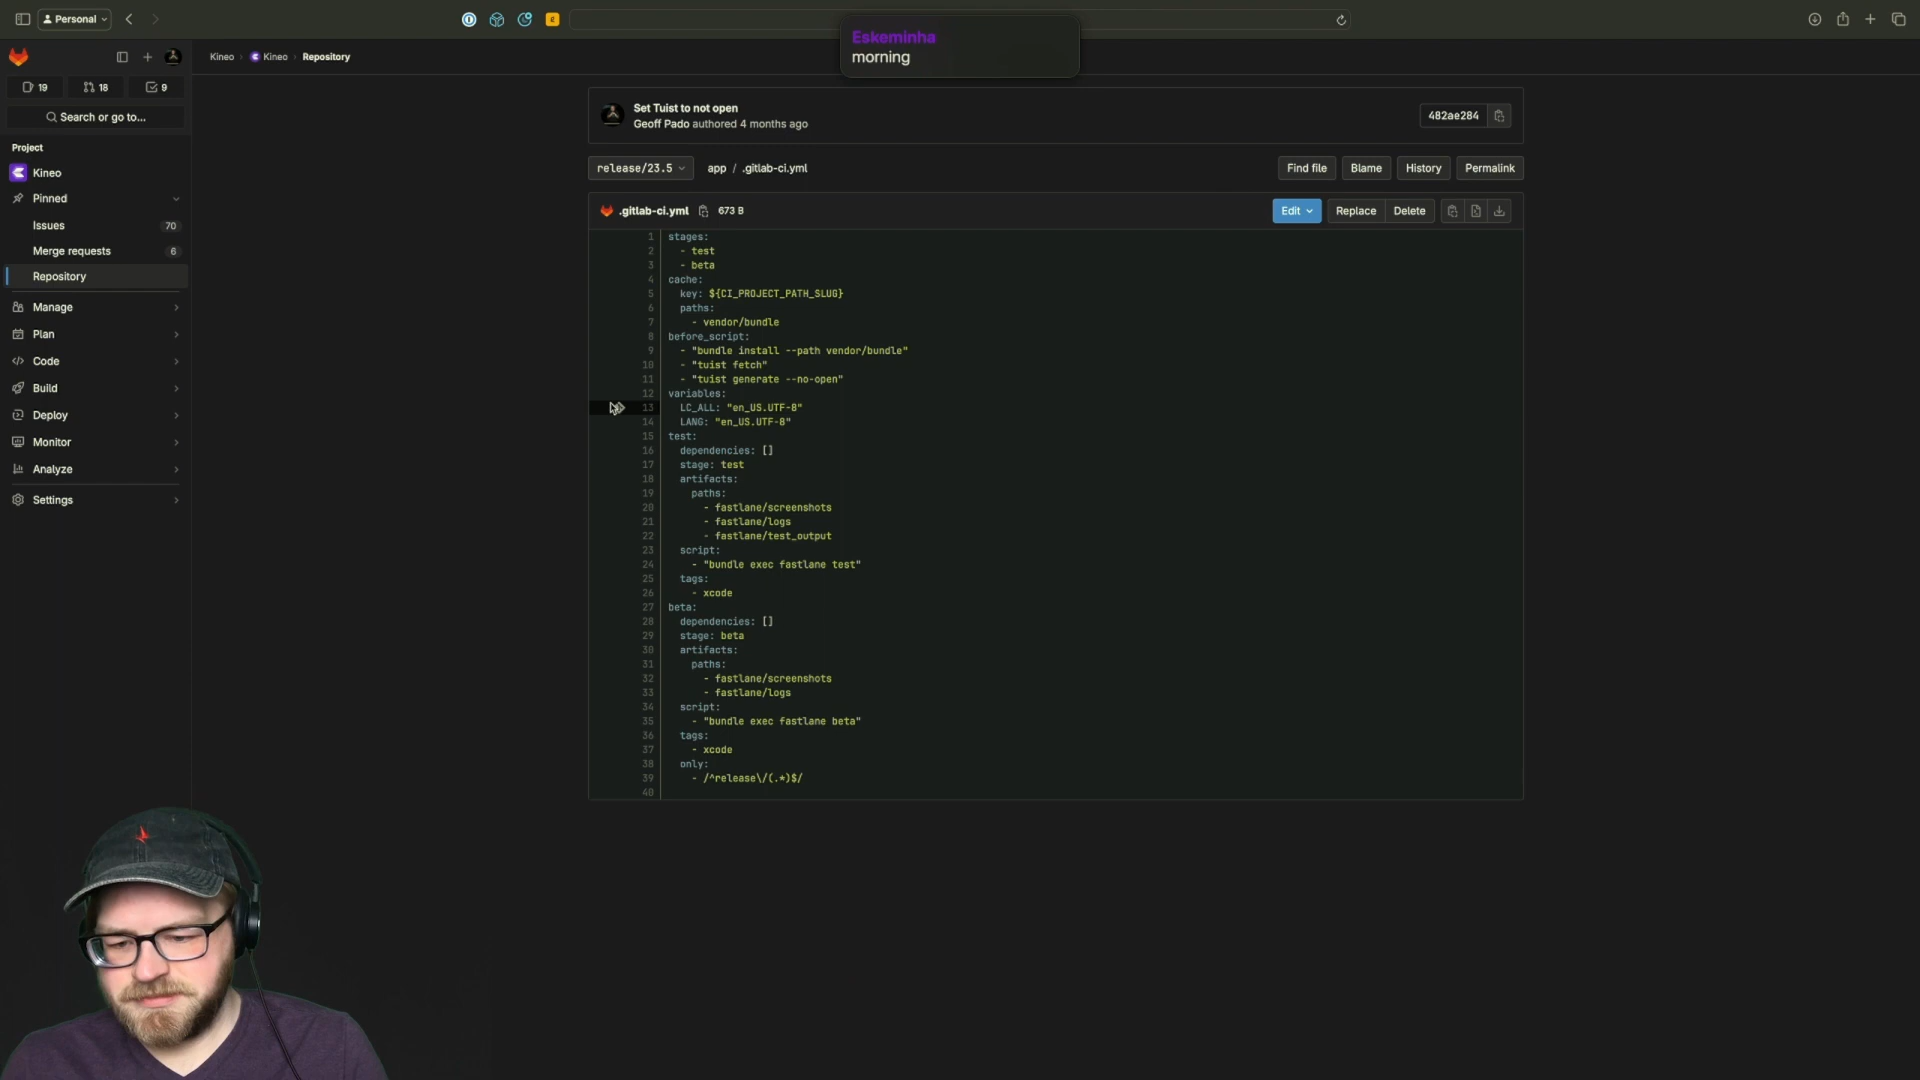 Personal
Eskeminha
morning
19
18
9
Search or go to...
Project
Kineo
Pinned
Issues 70
Merge requests 6
Repository
Manage
Plan
Code
Build
Deploy
Monitor
Analyze
Settings
Kineo › Kineo › Repository
Set Tuist to not open
Geoff Pado authored 4 months ago
482ae284
release/23.5
app / .gitlab-ci.yml
Find file
Blame
History
Permalink
.gitlab-ci.yml 673 B
Edit
Replace
Delete
1 stages:
2   - test
3   - beta
4 cache:
5   key: ${CI_PROJECT_PATH_SLUG}
6   paths:
7     - vendor/bundle
8 before_script:
9   - "bundle install --path vendor/bundle"
10   - "tuist fetch"
11   - "tuist generate --no-open"
12 variables:
13   LC_ALL: "en_US.UTF-8"
14   LANG: "en_US.UTF-8"
15 test:
16   dependencies: []
17   stage: test
18   artifacts:
19     paths:
20       - fastlane/screenshots
21       - fastlane/logs
22       - fastlane/test_output
23   script:
24     - "bundle exec fastlane test"
25   tags:
26     - xcode
27 beta:
28   dependencies: []
29   stage: beta
30   artifacts:
31     paths:
32       - fastlane/screenshots
33       - fastlane/logs
34   script:
35     - "bundle exec fastlane beta"
36   tags:
37     - xcode
38   only:
39     - /^release\/(.*)$/
40